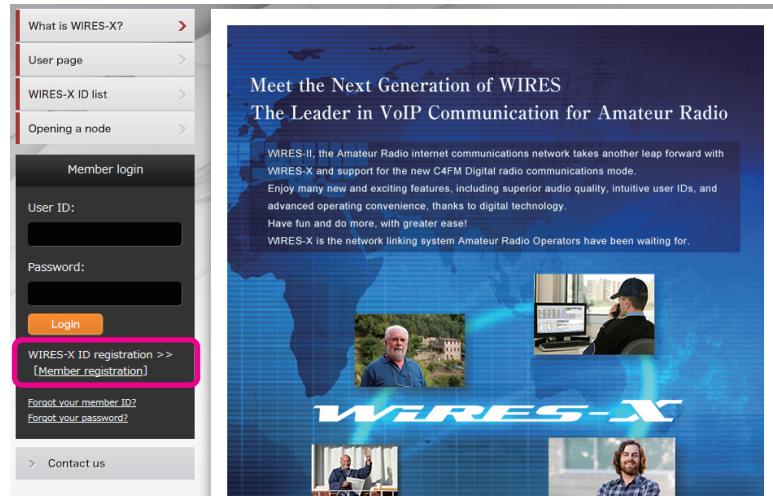 What is WIRES-X?
User page
WIRES-X ID list
Opening a node
Member login
User ID:
Password:
Login
WIRES-X ID registration >>
[Member registration]
Forgot your member ID?
Forgot your password?
Contact us
Meet the Next Generation of WIRES
The Leader in VoIP Communication for Amateur Radio
WIRES-II, the Amateur Radio internet communications network takes another leap forward with
WIRES-X and support for the new C4FM Digital radio communications mode.
Enjoy many new and exciting features, including superior audio quality, intuitive user IDs, and
advanced operating convenience, thanks to digital technology.
Have fun and do more, with greater ease!
WIRES-X is the network linking system Amateur Radio Operators have been waiting for.
WiRES-X